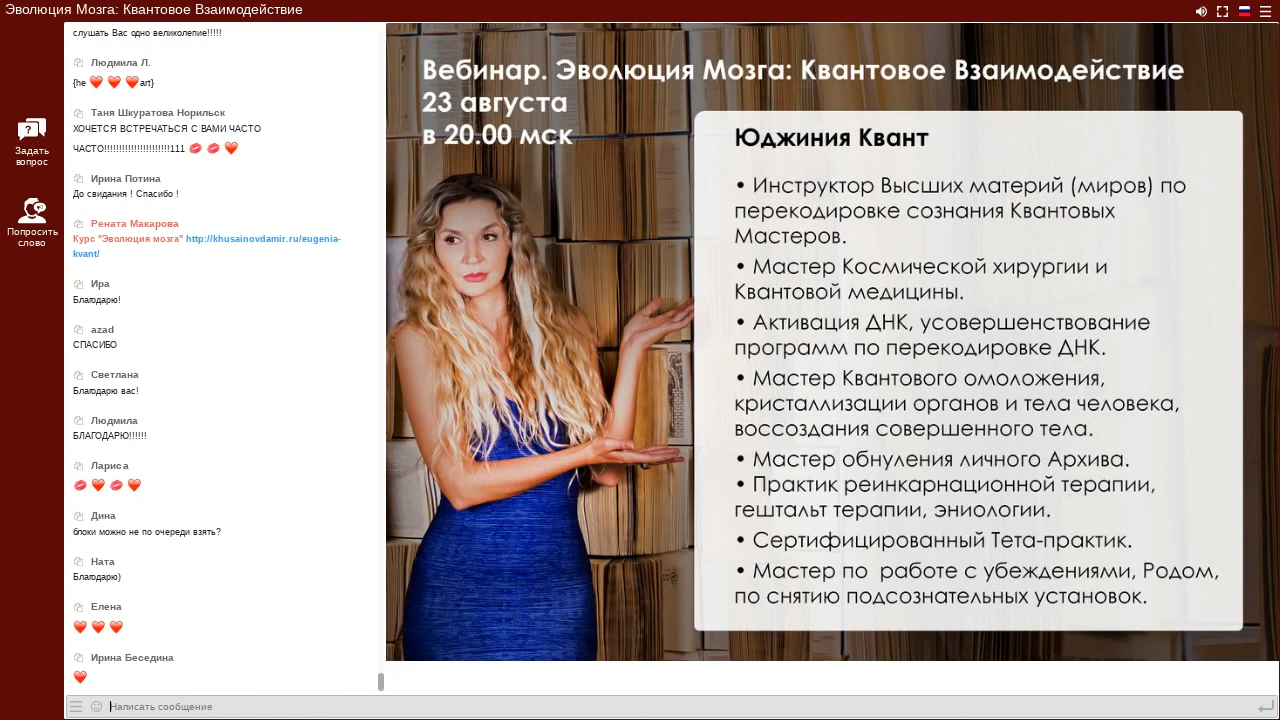 Эволюция Мозга: Квантовое Взаимодействие
Задать
вопрос
Попросить
слово
слушать Вас одно великолепие!!!!!
Людмила Л.
{he ❤️ ❤️ ❤️art}
Таня Шкуратова Норильск
ХОЧЕТСЯ ВСТРЕЧАТЬСЯ С ВАМИ ЧАСТО
ЧАСТО!!!!!!!!!!!!!!!!!!!!!!111 💋 💋 ❤️
Ирина Потина
До свидания ! Спасибо !
Рената Макарова
Курс "Эволюция мозга" http://khusainovdamir.ru/eugenia-
kvant/
Ира
Благодарю!
azad
СПАСИБО
Светлана
Благодарю вас!
Людмила
БЛАГОДАРЮ!!!!!!
Лариса
💋 ❤️ 💋 ❤️
Дина
блоки можно не по очереди взять?
Ната
Благодарю)
Елена
❤️ ❤️ ❤️
Ирина Беседина
❤️
Написать сообщение
Вебинар. Эволюция Мозга: Квантовое Взаимодействие
23 августа
в 20.00 мск
Юджиния Квант
• Инструктор Высших материй (миров) по
перекодировке сознания Квантовых
Мастеров.
• Мастер Космической хирургии и
Квантовой медицины.
• Активация ДНК, усовершенствование
программ по перекодировке ДНК.
• Мастер Квантового омоложения,
кристаллизации органов и тела человека,
воссоздания совершенного тела.
• Мастер обнуления личного Архива.
• Практик реинкарнационной терапии,
гештальт терапии, эниологии.
• Сертифицированный Тета-практик.
• Мастер по  работе с убеждениями, Родом,
по снятию подсознательных установок.